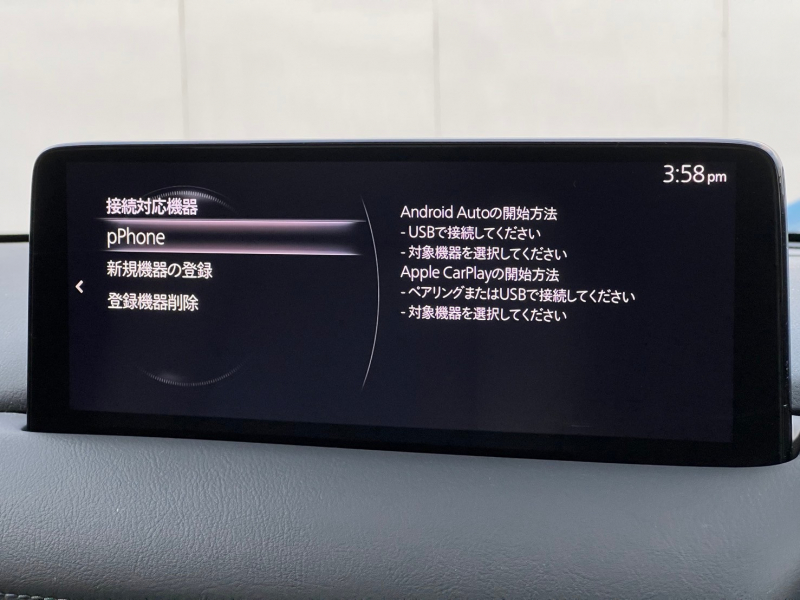 3:58 pm
接続対応機器
pPhone
新規機器の登録
登録機器削除
Android Autoの開始方法
- USBで接続してください
- 対象機器を選択してください
Apple CarPlayの開始方法
- ペアリングまたはUSBで接続してください
- 対象機器を選択してください